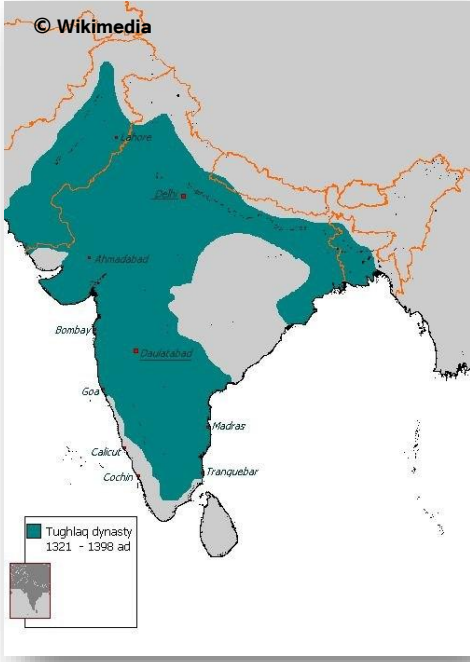 © Wikimedia
Lahore
Delhi
Ahmadabad
Bombay
Daulatabad
Goa
Madras
Calicut
Cochin
Tranquebar
Tughlaq dynasty
1321 - 1398 ad